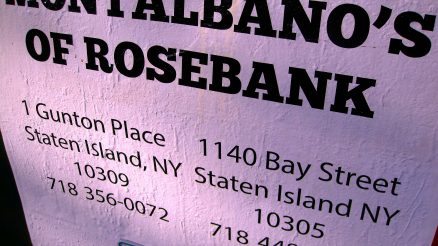 MONTALBANO'S
OF ROSEBANK
1 Gunton Place
Staten Island, NY
10309
718 356-0072
1140 Bay Street
Staten Island NY
10305
718